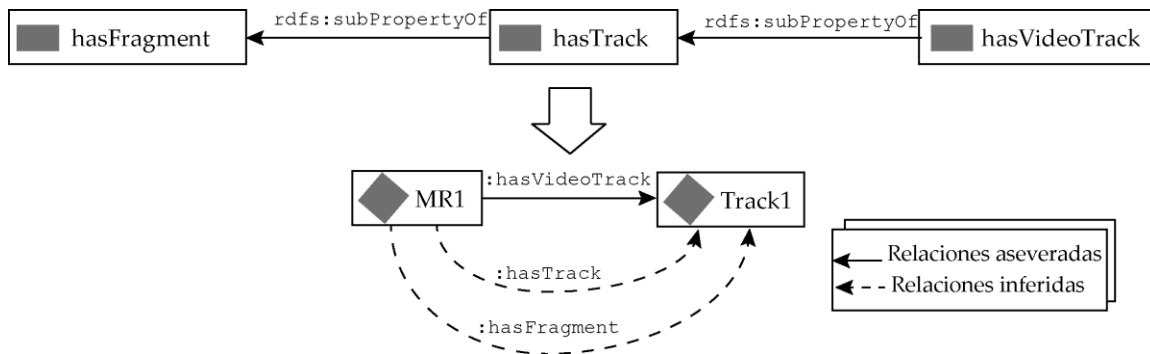 rdfs:subPropertyOf
rdfs:subPropertyOf
hasFragment
hasTrack
hasVideoTrack
:hasVideoTrack
MR1
Track1
:hasTrack
:hasFragment
Relaciones aseveradas
Relaciones inferidas